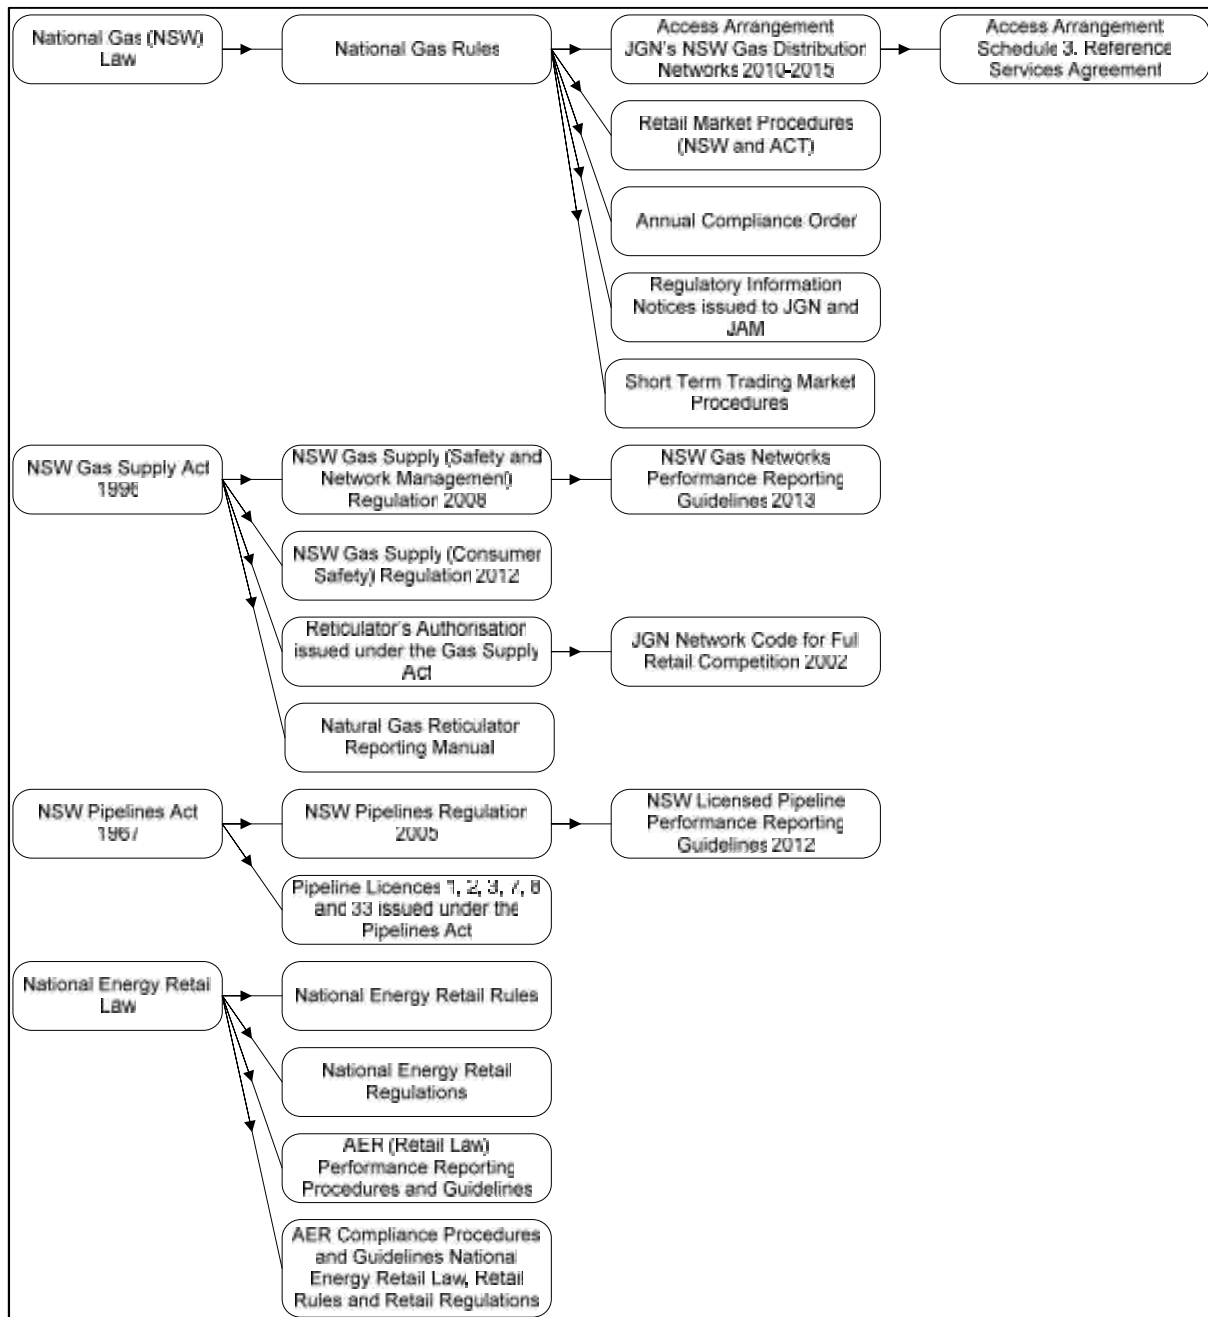 National Gas (NSW)
Law
National Gas Rules
Access Arrangement
JGN's NSW Gas Distribution
Networks 2010-2015
Access Arrangement
Schedule 3. Reference
Services Agreement
Retail Market Procedures
(NSW and ACT)
Annual Compliance Order
Regulatory Information
Notices issued to JGN and
JAM
Short Term Trading Market
Procedures
NSW Gas Supply Act
1996
NSW Gas Supply (Safety and
Network Management)
Regulation 2008
NSW Gas Networks
Performance Reporting
Guidelines 2013
NSW Gas Supply (Consumer
Safety) Regulation 2012
Reticulator's Authorisation
issued under the Gas Supply
Act
JGN Network Code for Full
Retail Competition 2002
Natural Gas Reticulator
Reporting Manual
NSW Pipelines Act
1967
NSW Pipelines Regulation
2005
NSW Licensed Pipeline
Performance Reporting
Guidelines 2012
Pipeline Licences 1, 2, 3, 7, 8
and 33 issued under the
Pipelines Act
National Energy Retail
Law
National Energy Retail Rules
National Energy Retail
Regulations
AER (Retail Law)
Performance Reporting
Procedures and Guidelines
AER Compliance Procedures
and Guidelines National
Energy Retail Law, Retail
Rules and Retail Regulations